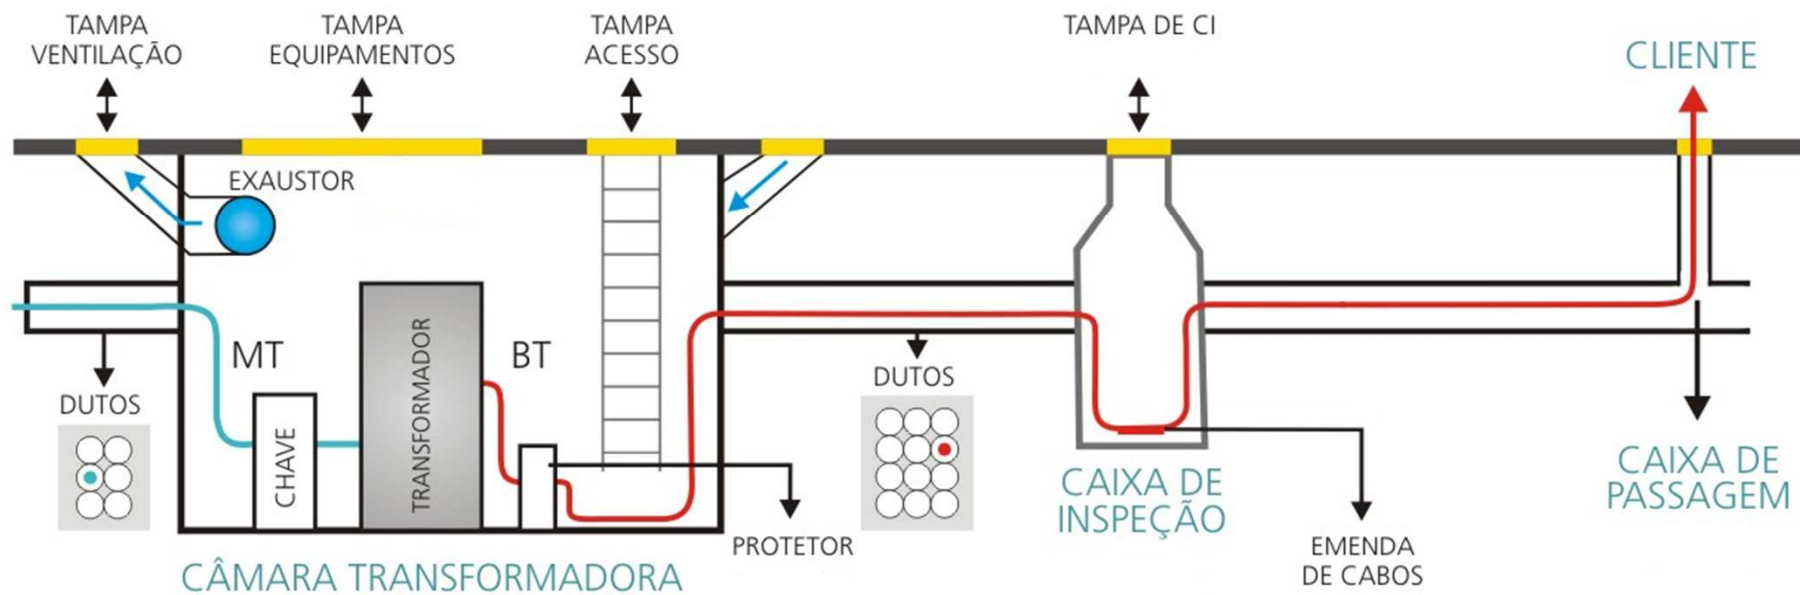 TAMPA
VENTILAÇÃO
TAMPA
EQUIPAMENTOS
TAMPA
ACESSO
TAMPA DE CI
CLIENTE
EXAUSTOR
MT
BT
TRANSFORMADOR
CHAVE
DUTOS
DUTOS
CAIXA DE
INSPEÇÃO
CAIXA DE
PASSAGEM
PROTETOR
EMENDA
DE CABOS
CÂMARA TRANSFORMADORA